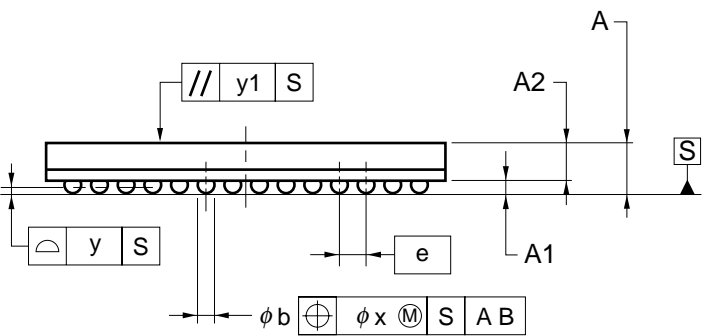 A
// y1 S
A2
S
⌓ y S
e
A1
ϕb ⌖ ϕx Ⓜ S A B